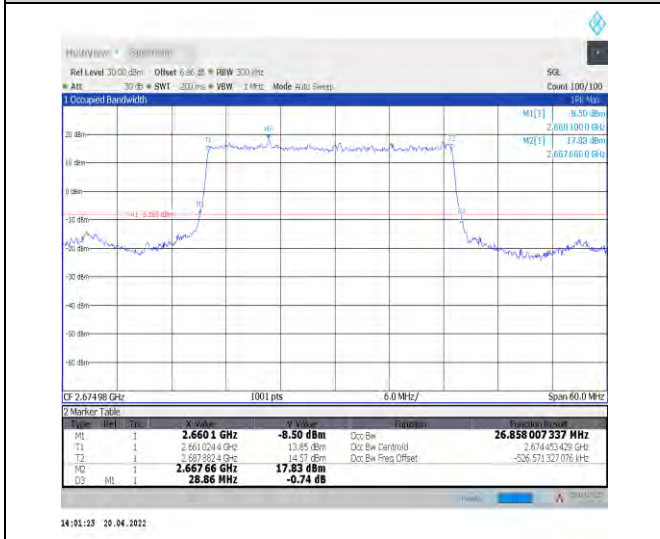 MultiView Spectrum
Ref Level 30.00 dBm Offset 6.86 dB RBW 300 kHz SGL
Att 30 dB SWT 200 ms VBW 1 MHz Mode Auto Sweep Count 100/100
1 Occupied Bandwidth 1Pk Max
M1[1] -8.50 dBm
2.660 100 0 GHz
M2[1] 17.83 dBm
2.667 660 0 GHz
M2
T1 T2
20 dBm
10 dBm
0 dBm
M1 D3
-10 dBm
-20 dBm
-30 dBm
-40 dBm
-50 dBm
-60 dBm
CF 2.674 98 GHz 1001 pts 6.0 MHz/ Span 60.0 MHz
2 Marker Table
Type Ref Trc X-Value Y-Value Function Function Result
M1 1 2.660 1 GHz -8.50 dBm Occ Bw 26.858 007 337 MHz
T1 1 2.661 024 4 GHz 13.85 dBm Occ Bw Centroid 2.674 453 429 GHz
T2 1 2.687 882 4 GHz 14.57 dBm Occ Bw Freq Offset -526.571 327 076 kHz
M2 1 2.667 66 GHz 17.83 dBm
D3 M1 1 28.86 MHz -0.74 dB
14:01:23 20.04.2022